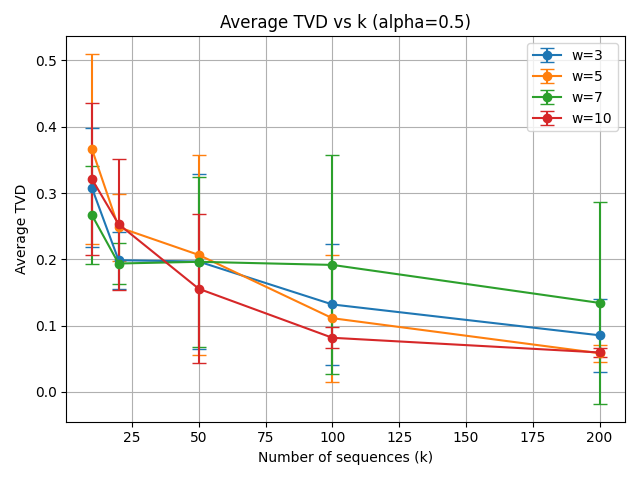 Average TVD vs k (alpha=0.5)
w=3
w=5
w=7
w=10
Average TVD
0.5
0.4
0.3
0.2
0.1
0.0
25 50 75 100 125 150 175 200
Number of sequences (k)